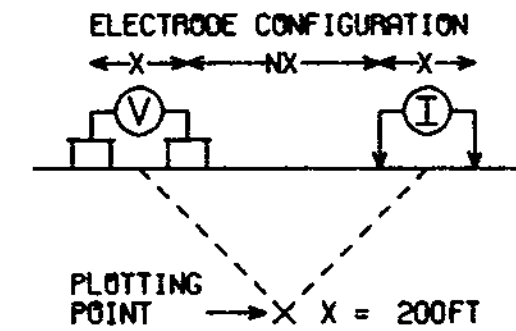 ELECTRODE CONFIGURATION
X NX X
V I
PLOTTING
POINT X X = 200FT